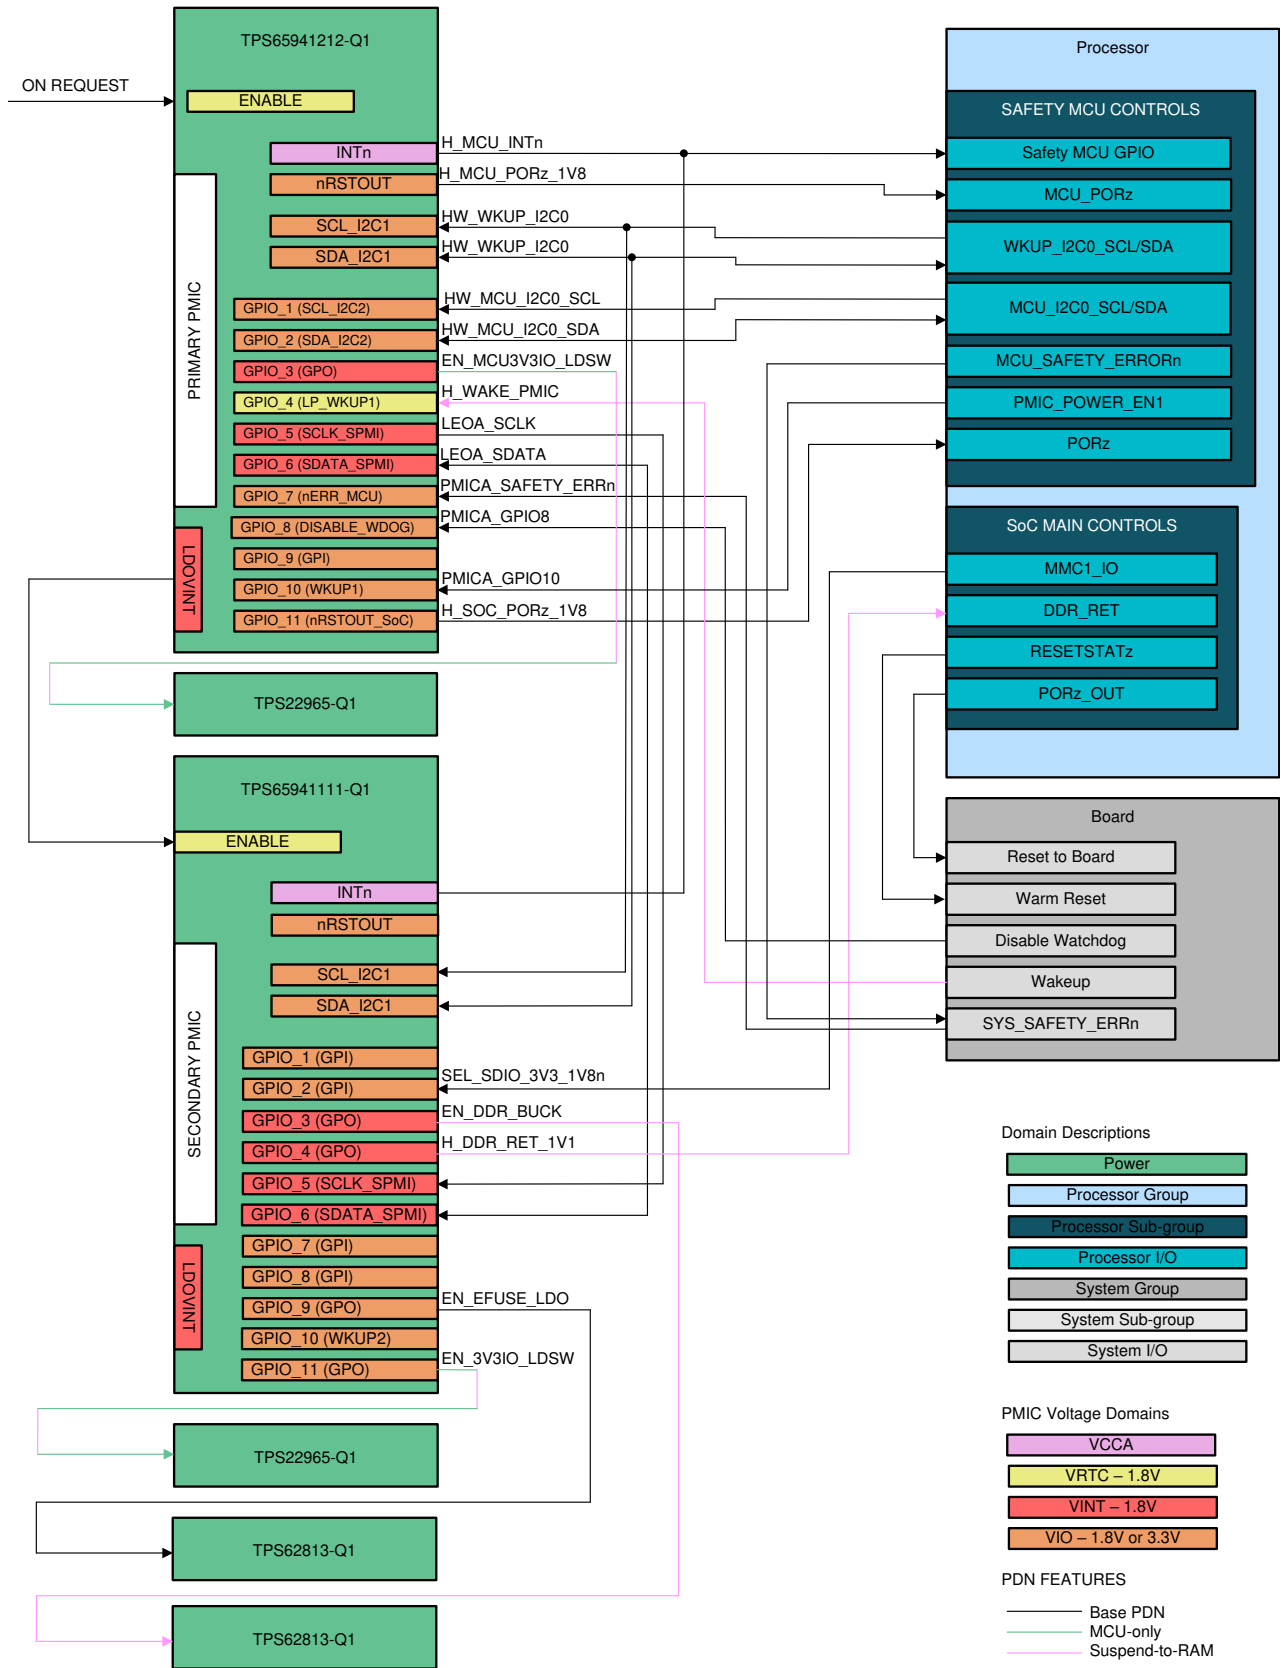 TPS65941212-Q1
ON REQUEST
ENABLE
INTn
nRSTOUT
SCL_I2C1
SDA_I2C1
PRIMARY PMIC
GPIO_1 (SCL_I2C2)
GPIO_2 (SDA_I2C2)
GPIO_3 (GPO)
GPIO_4 (LP_WKUP1)
GPIO_5 (SCLK_SPMI)
GPIO_6 (SDATA_SPMI)
GPIO_7 (nERR_MCU)
GPIO_8 (DISABLE_WDOG)
GPIO_9 (GPI)
GPIO_10 (WKUP1)
GPIO_11 (nRSTOUT_SoC)
LDOVINT
H_MCU_INTn
H_MCU_PORz_1V8
HW_WKUP_I2C0
HW_WKUP_I2C0
HW_MCU_I2C0_SCL
HW_MCU_I2C0_SDA
EN_MCU3V3IO_LDSW
H_WAKE_PMIC
LEOA_SCLK
LEOA_SDATA
PMICA_SAFETY_ERRn
PMICA_GPIO8
PMICA_GPIO10
H_SOC_PORz_1V8
TPS22965-Q1
TPS65941111-Q1
ENABLE
INTn
nRSTOUT
SCL_I2C1
SDA_I2C1
SECONDARY PMIC
GPIO_1 (GPI)
GPIO_2 (GPI)
GPIO_3 (GPO)
GPIO_4 (GPO)
GPIO_5 (SCLK_SPMI)
GPIO_6 (SDATA_SPMI)
GPIO_7 (GPI)
GPIO_8 (GPI)
GPIO_9 (GPO)
GPIO_10 (WKUP2)
GPIO_11 (GPO)
LDOVINT
SEL_SDIO_3V3_1V8n
EN_DDR_BUCK
H_DDR_RET_1V1
EN_EFUSE_LDO
EN_3V3IO_LDSW
TPS22965-Q1
TPS62813-Q1
TPS62813-Q1
Processor
SAFETY MCU CONTROLS
Safety MCU GPIO
MCU_PORz
WKUP_I2C0_SCL/SDA
MCU_I2C0_SCL/SDA
MCU_SAFETY_ERRORn
PMIC_POWER_EN1
PORz
SoC MAIN CONTROLS
MMC1_IO
DDR_RET
RESETSTATz
PORz_OUT
Board
Reset to Board
Warm Reset
Disable Watchdog
Wakeup
SYS_SAFETY_ERRn
Domain Descriptions
Power
Processor Group
Processor Sub-group
Processor I/O
System Group
System Sub-group
System I/O
PMIC Voltage Domains
VCCA
VRTC – 1.8V
VINT – 1.8V
VIO – 1.8V or 3.3V
PDN FEATURES
Base PDN
MCU-only
Suspend-to-RAM